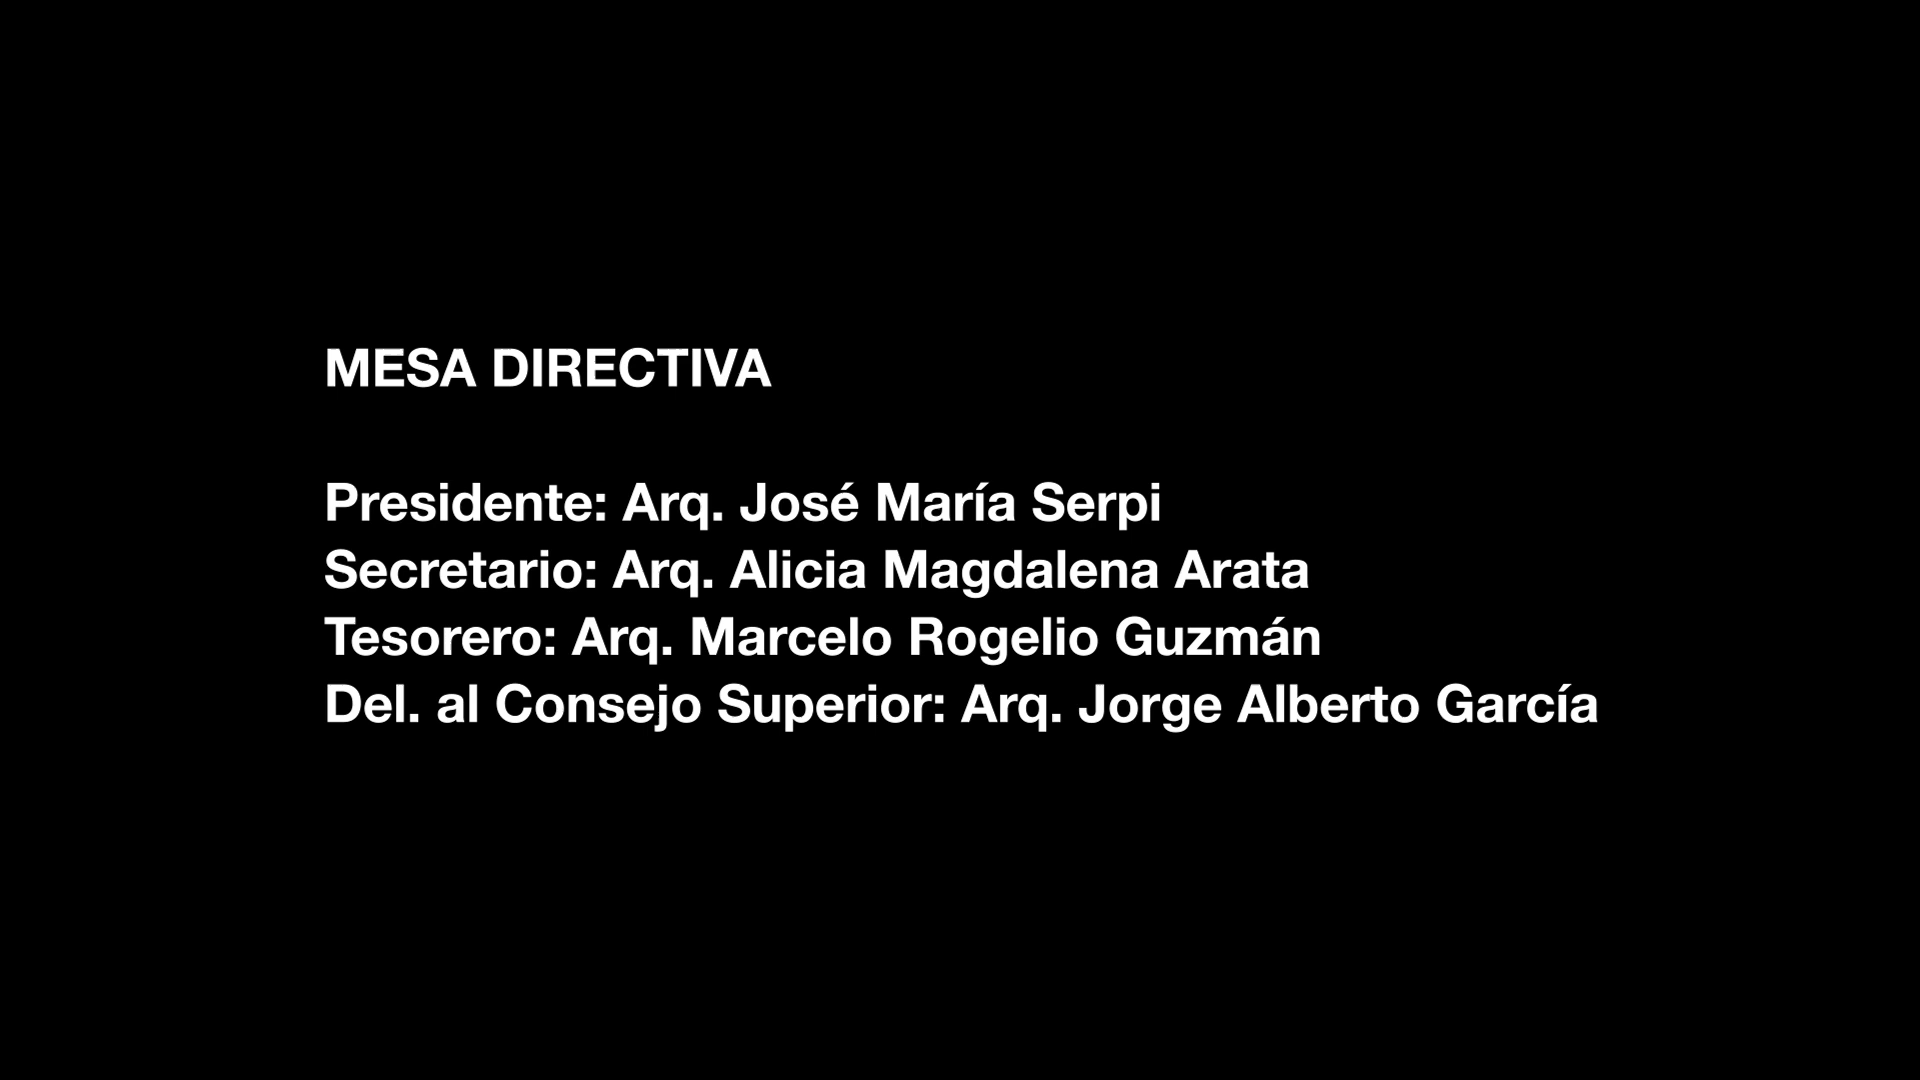 MESA DIRECTIVA
Presidente: Arq. José María Serpi
Secretario: Arq. Alicia Magdalena Arata
Tesorero: Arq. Marcelo Rogelio Guzmán
Del. al Consejo Superior: Arq. Jorge Alberto García